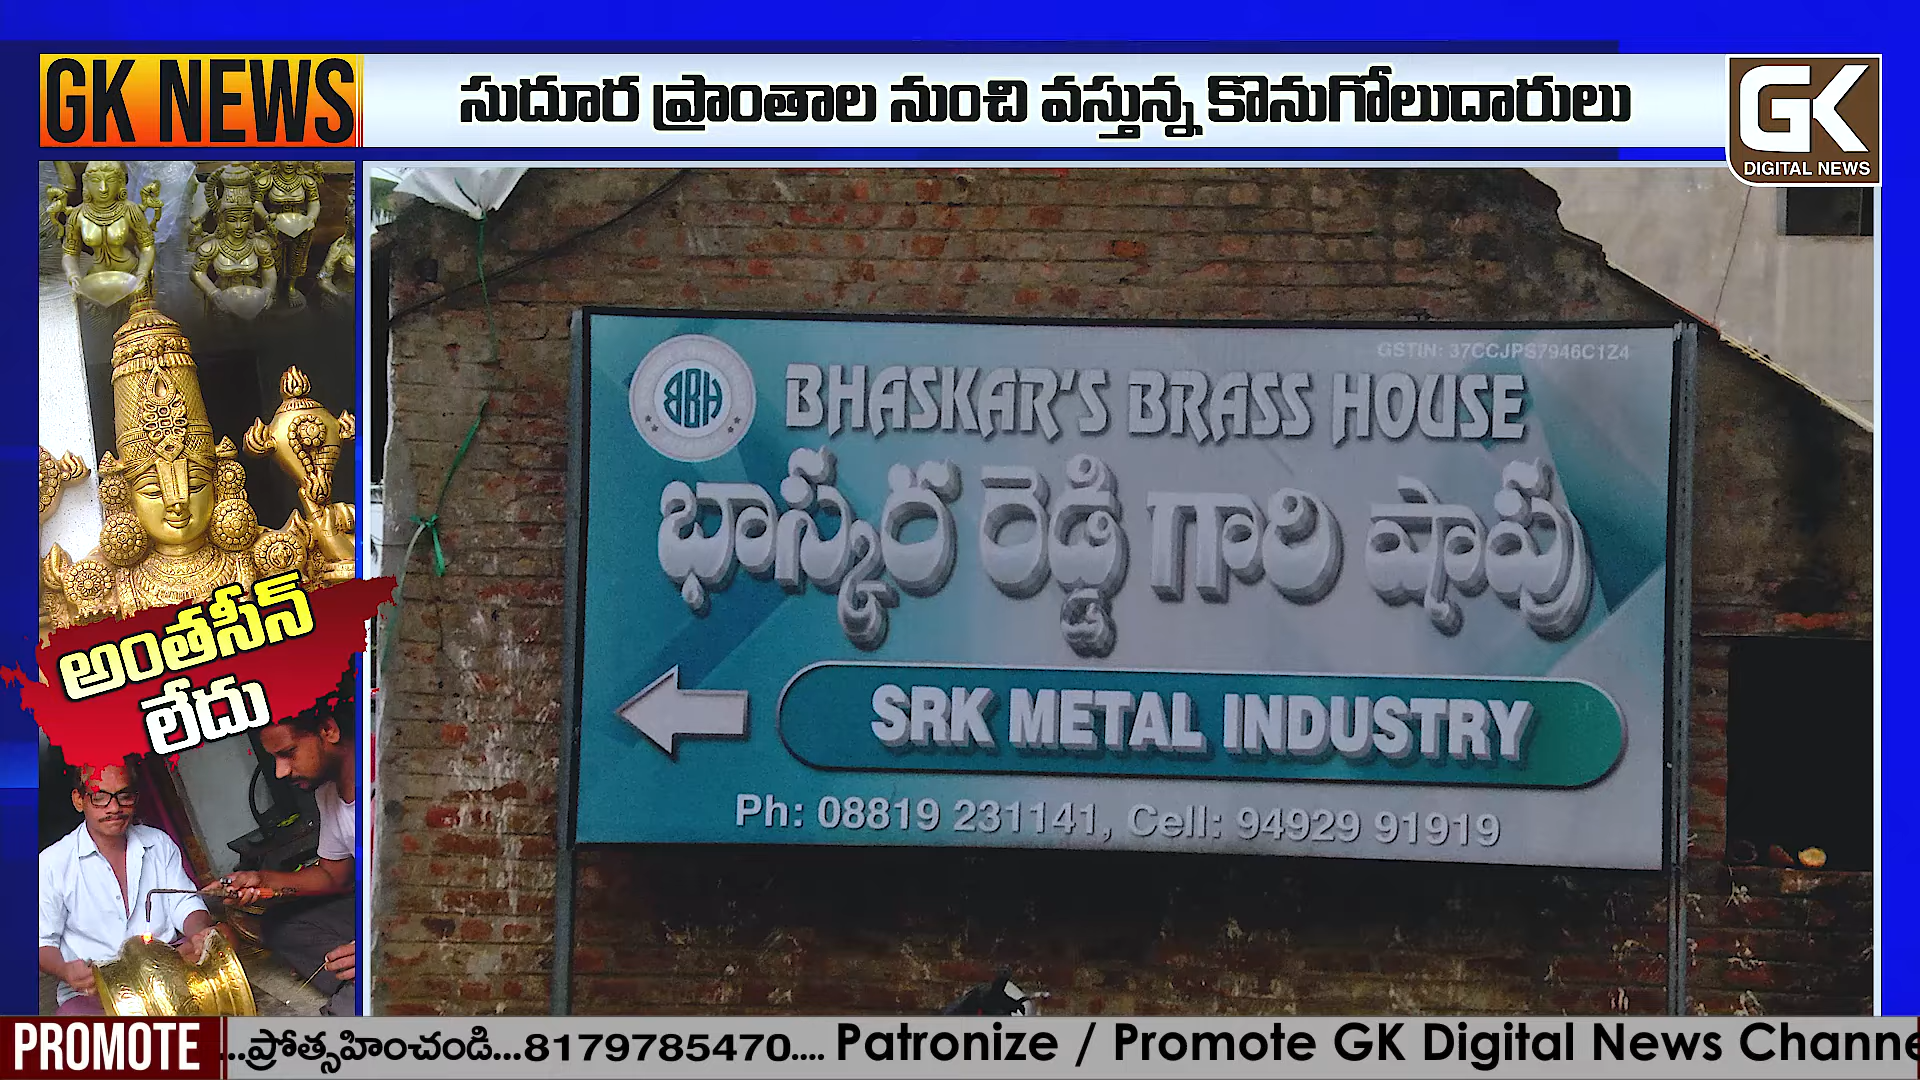 GK NEWS
సుదూర ప్రాంతాల నుంచి వస్తున్న కొనుగోలుదారులు
GK
DIGITAL NEWS
GSTIN: 37CCJPS7946C1Z4
BBH
BHASKAR'S BRASS HOUSE
భాస్కర రెడ్డి గారి షాపు
SRK METAL INDUSTRY
Ph: 08819 231141, Cell: 94929 91919
అంతసీన్
లేదు
PROMOTE
...ప్రోత్సహించండి...8179785470.... Patronize / Promote GK Digital News Channe